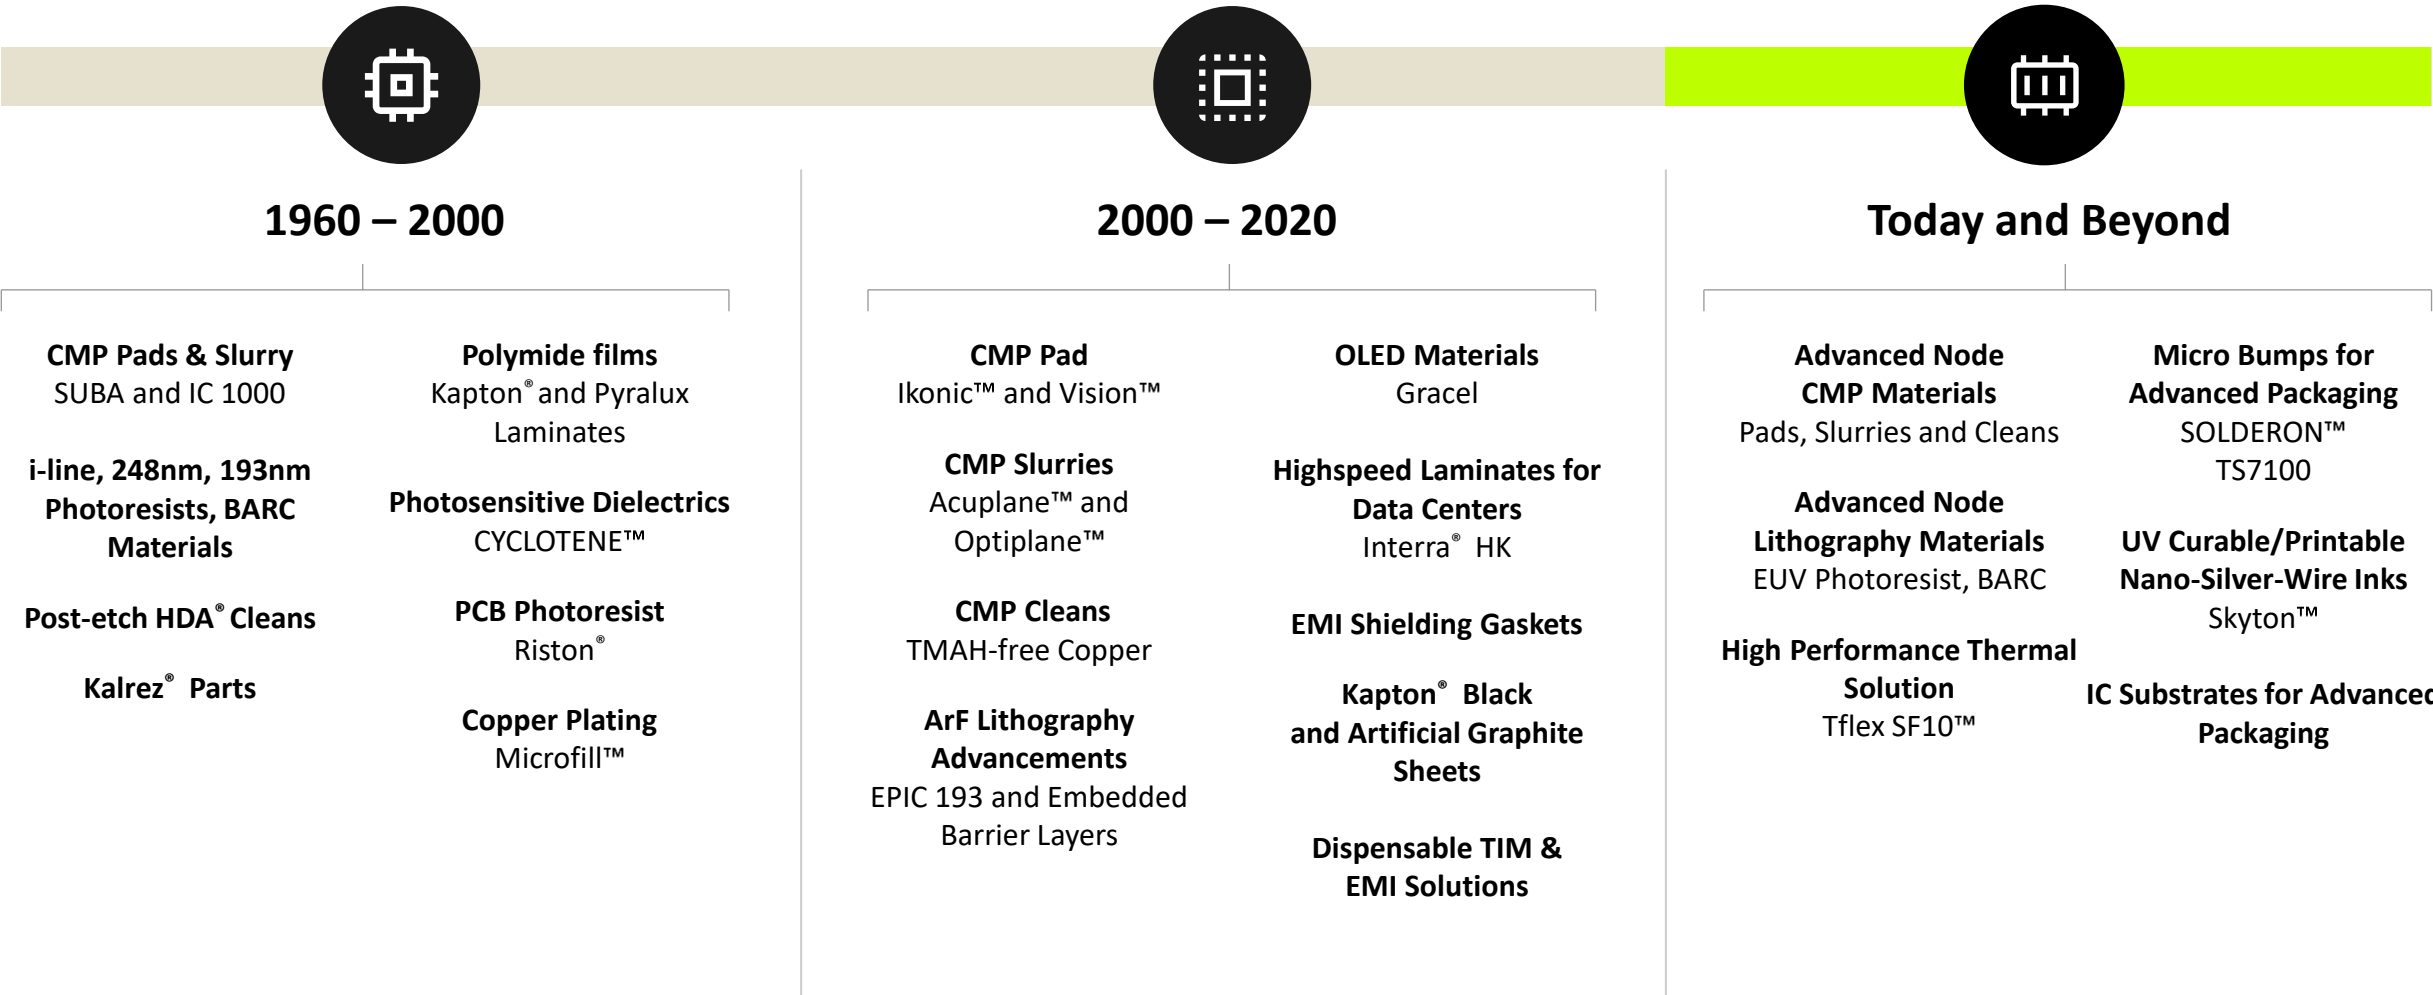 1960 – 2000
CMP Pads & Slurry
SUBA and IC 1000
i-line, 248nm, 193nm
Photoresists, BARC
Materials
Post-etch HDA® Cleans
Kalrez® Parts
Polymide films
Kapton® and Pyralux
Laminates
Photosensitive Dielectrics
CYCLOTENE™
PCB Photoresist
Riston®
Copper Plating
Microfill™
2000 – 2020
CMP Pad
Ikonic™ and Vision™
CMP Slurries
Acuplane™ and
Optiplane™
CMP Cleans
TMAH-free Copper
ArF Lithography
Advancements
EPIC 193 and Embedded
Barrier Layers
OLED Materials
Gracel
Highspeed Laminates for
Data Centers
Interra® HK
EMI Shielding Gaskets
Kapton® Black
and Artificial Graphite
Sheets
Dispensable TIM &
EMI Solutions
Today and Beyond
Advanced Node
CMP Materials
Pads, Slurries and Cleans
Advanced Node
Lithography Materials
EUV Photoresist, BARC
High Performance Thermal
Solution
Tflex SF10™
Micro Bumps for
Advanced Packaging
SOLDERON™
TS7100
UV Curable/Printable
Nano-Silver-Wire Inks
Skyton™
IC Substrates for Advanced
Packaging